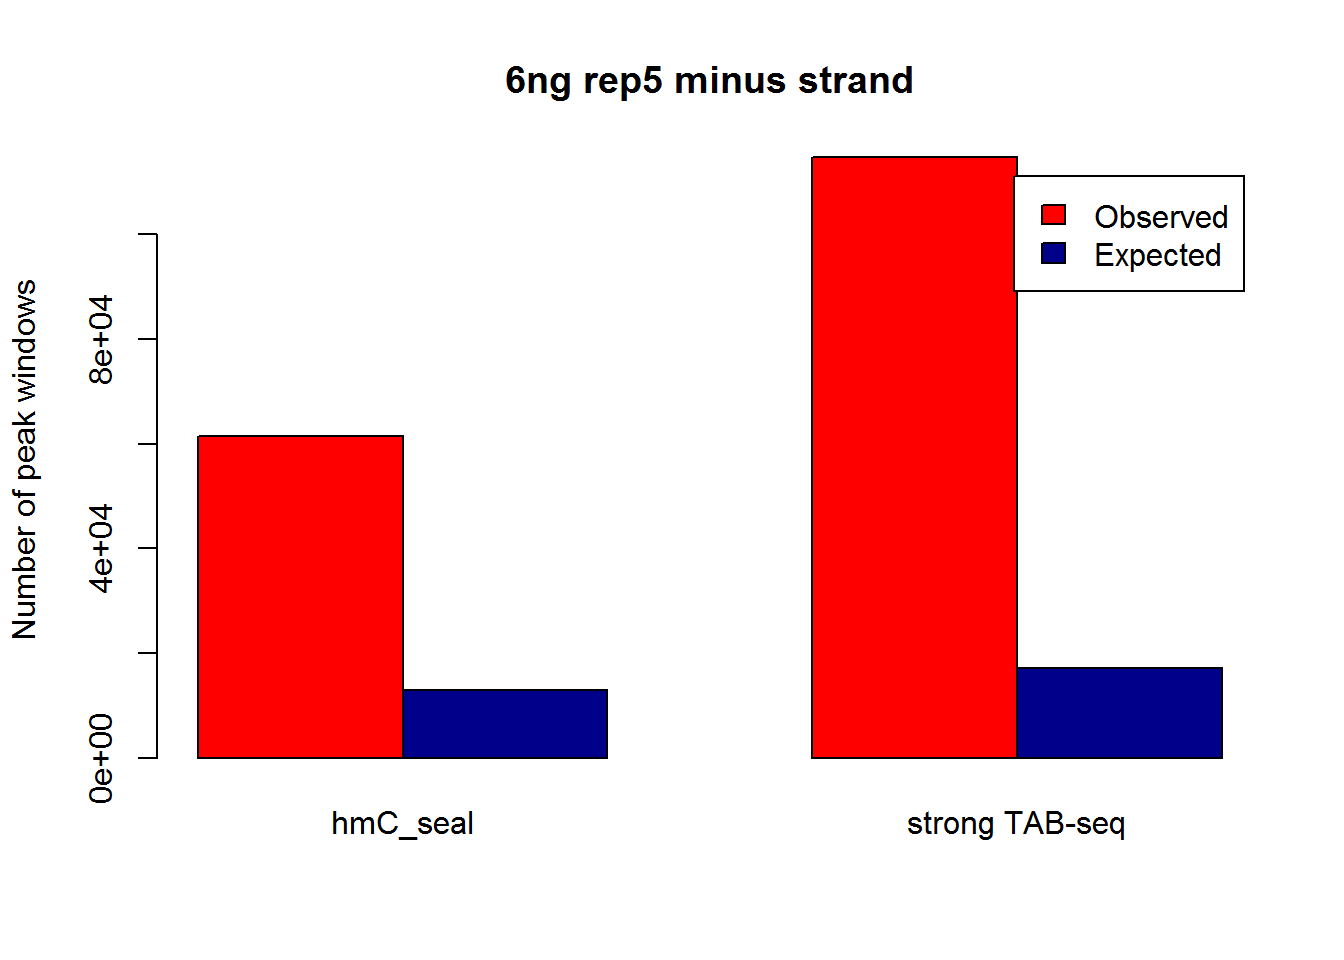 6ng rep5 minus strand
Observed
Expected
Number of peak windows
8e+04
4e+04
0e+00
hmC_seal
strong TAB-seq